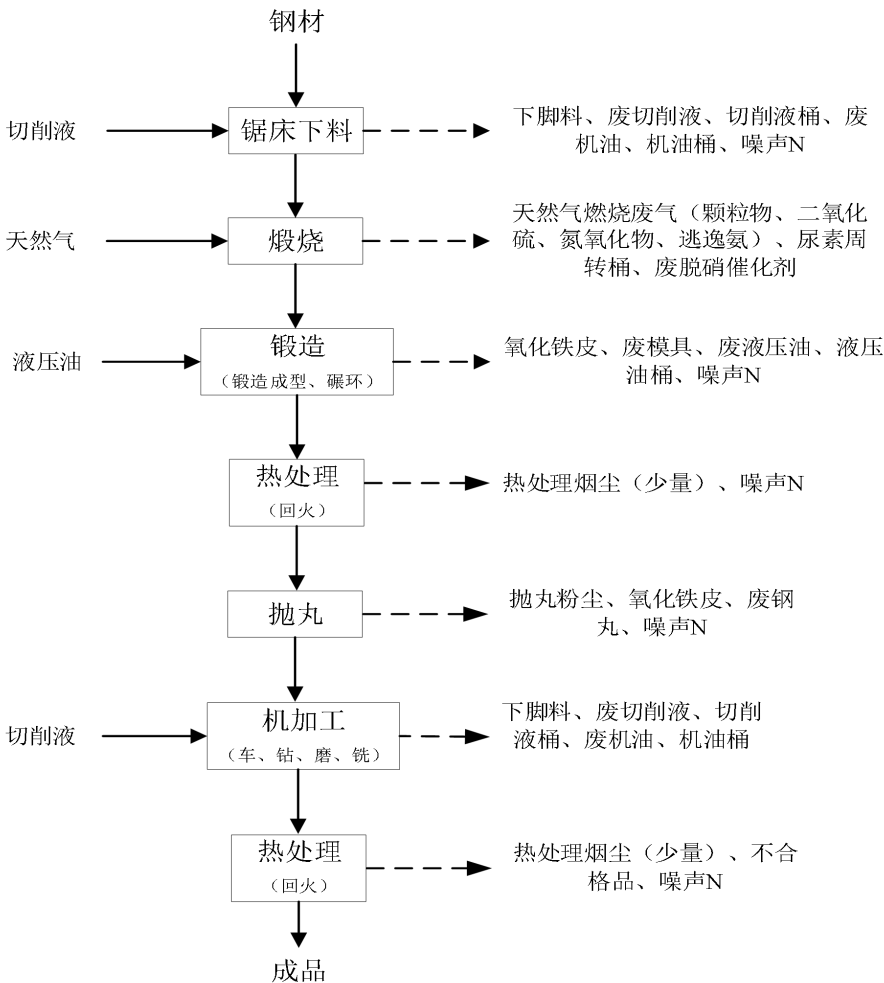 钢材
切削液
锯床下料
下脚料、废切削液、切削液桶、废
机油、机油桶、噪声N
天然气
煅烧
天然气燃烧废气（颗粒物、二氧化
硫、氮氧化物、逃逸氨）、尿素周
转桶、废脱硝催化剂
液压油
锻造
（锻造成型、碾环）
氧化铁皮、废模具、废液压油、液压
油桶、噪声N
热处理
（回火）
热处理烟尘（少量）、噪声N
抛丸
抛丸粉尘、氧化铁皮、废钢
丸、噪声N
切削液
机加工
（车、钻、磨、铣）
下脚料、废切削液、切削
液桶、废机油、机油桶
热处理
（回火）
热处理烟尘（少量）、不合
格品、噪声N
成品